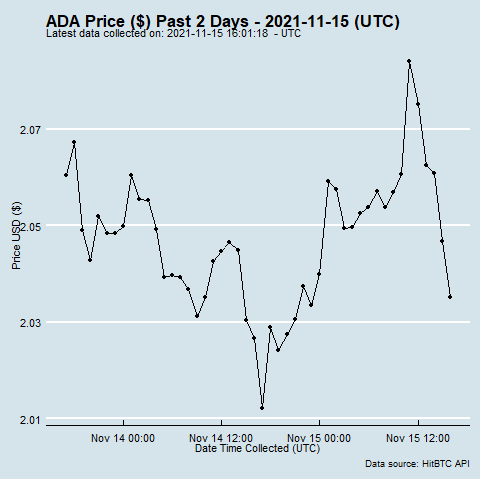 ADA Price ($) Past 2 Days - 2021-11-15 (UTC)
Latest data collected on: 2021-11-15 16:01:18 - UTC
2.07
2.05
2.03
2.01
Price USD ($)
Nov 14 00:00 Nov 14 12:00 Nov 15 00:00 Nov 15 12:00
Date Time Collected (UTC)
Data source: HitBTC API